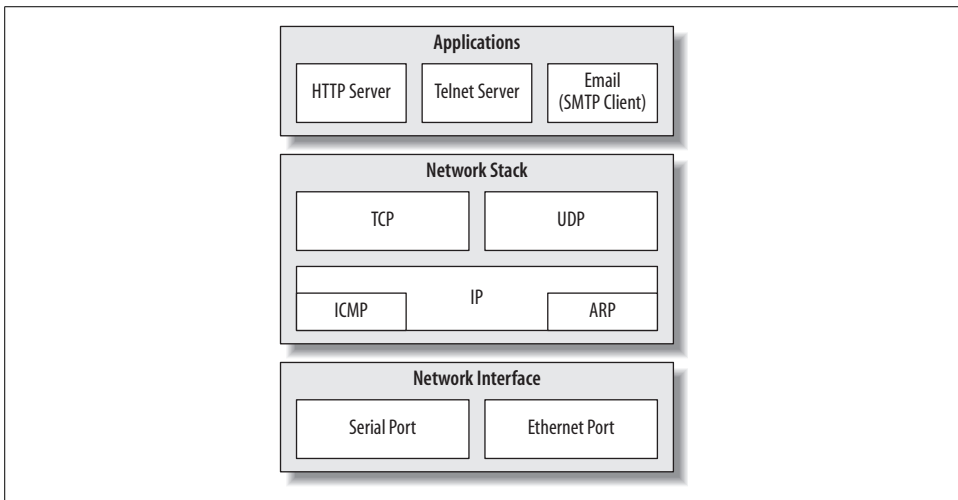 Applications
HTTP Server
Telnet Server
Email
(SMTP Client)
Network Stack
TCP
UDP
IP
ICMP
ARP
Network Interface
Serial Port
Ethernet Port